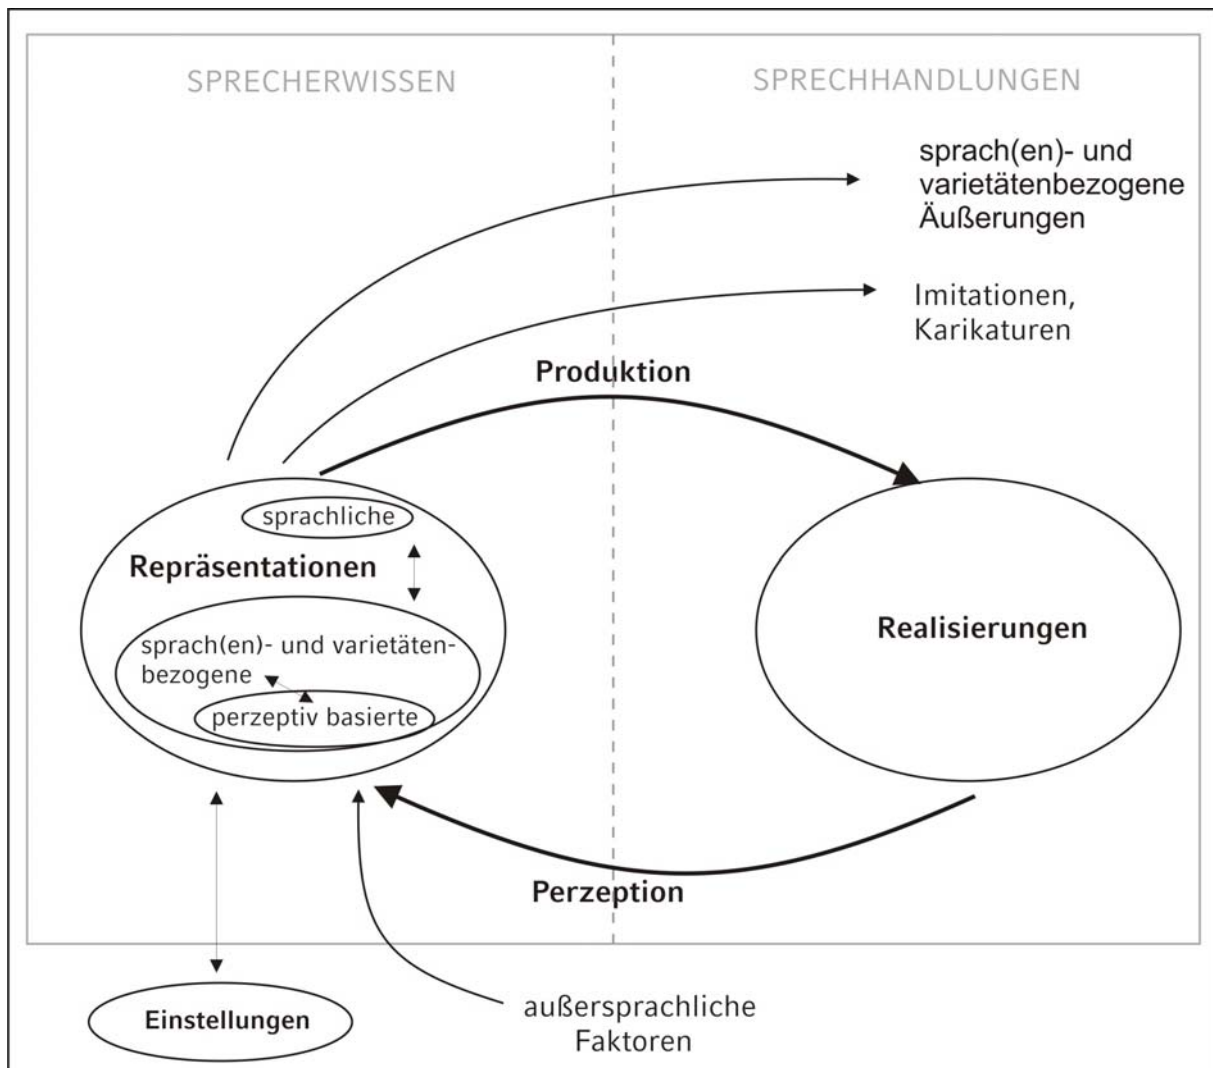 SPRECHERWISSEN
SPRECHHANDLUNGEN
sprach(en)- und
varietätenbezogene
Äußerungen
Imitationen,
Karikaturen
Produktion
sprachliche
Repräsentationen
sprach(en)- und varietäten-
bezogene
perzeptiv basierte
Realisierungen
Perzeption
Einstellungen
außersprachliche
Faktoren